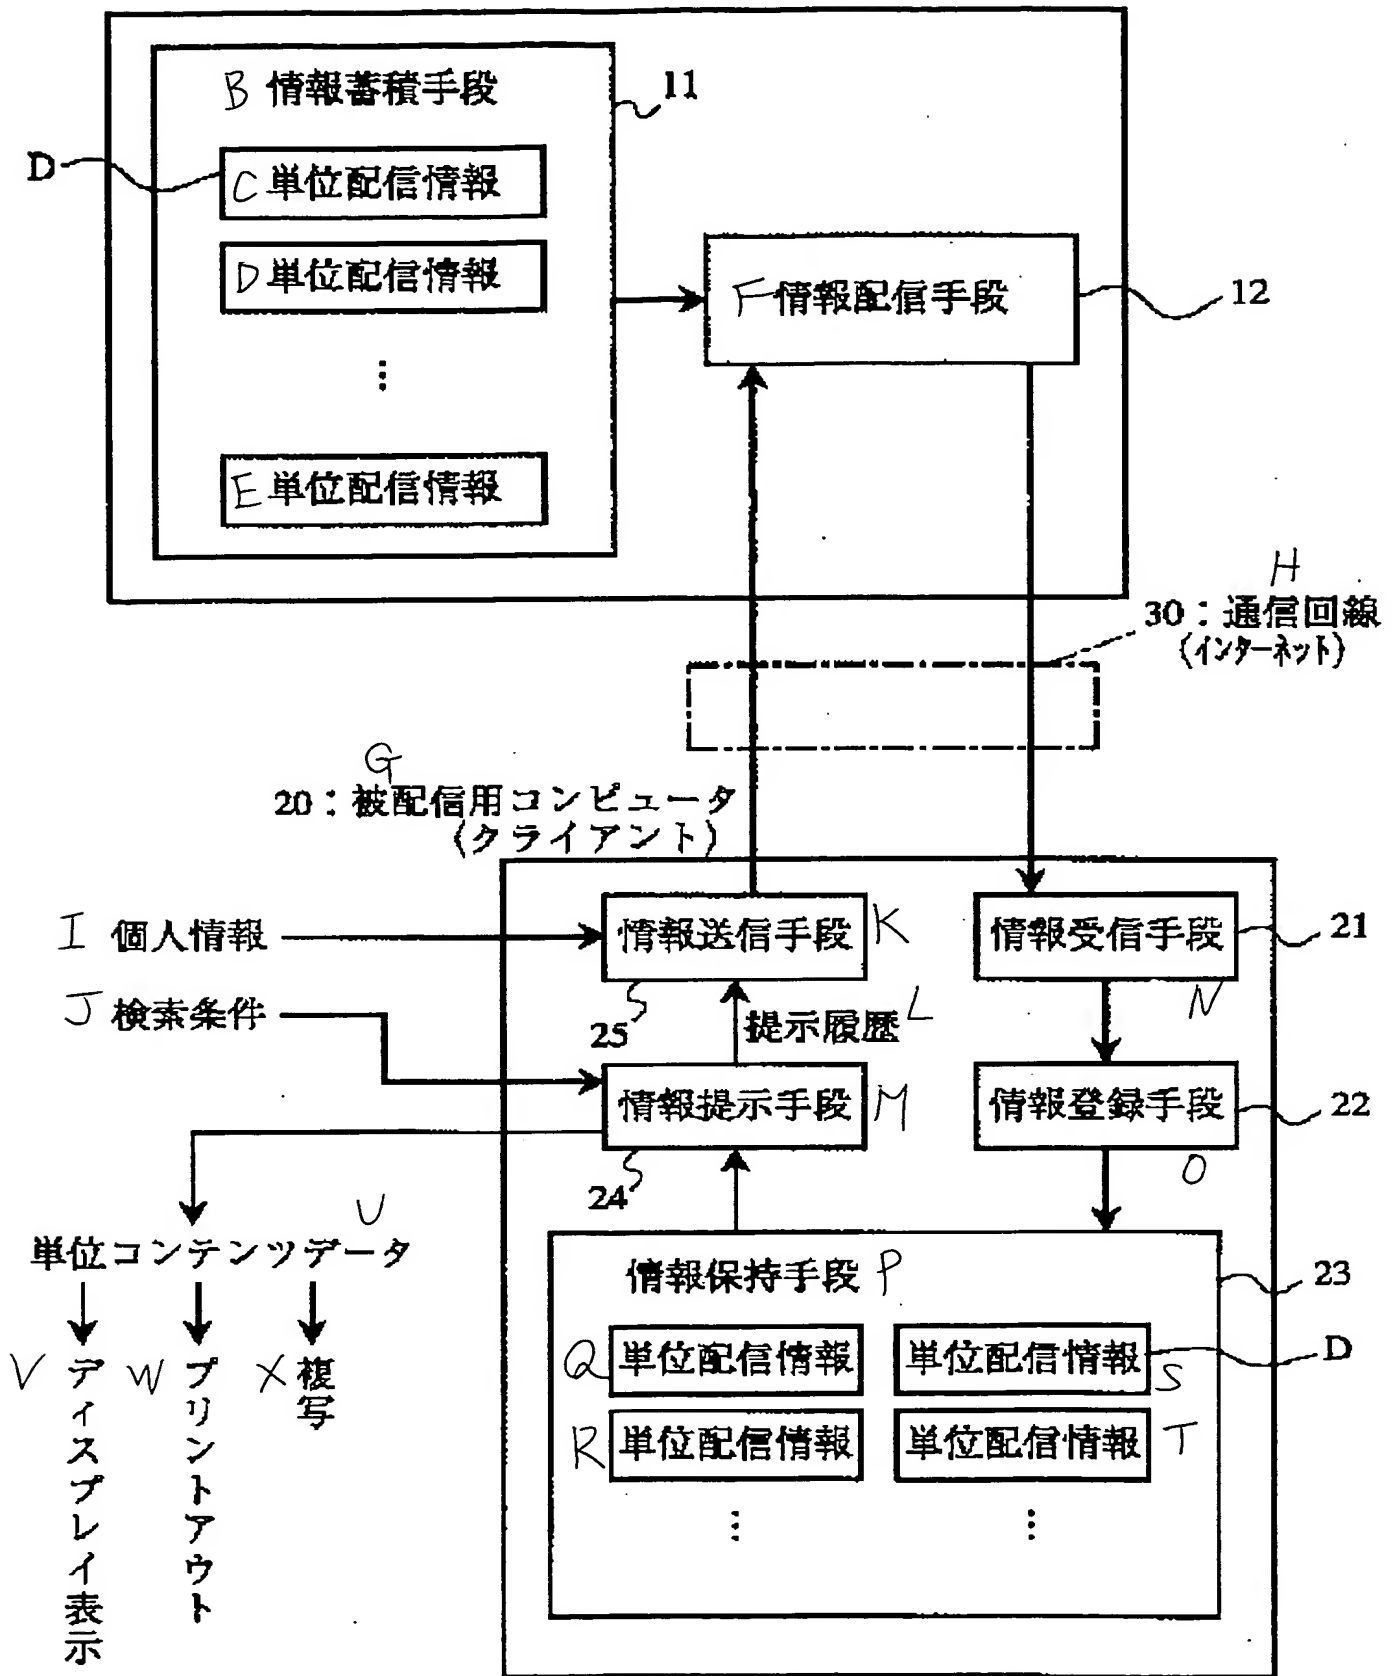 B 情報蓄積手段
11
D
C 単位配信情報
D 単位配信情報
⋮
E 単位配信情報
F 情報配信手段
12
H
30：通信回線
(インターネット)
G
20：被配信用コンピュータ
(クライアント)
I 個人情報
J 検索条件
情報送信手段 K
25
提示履歴 L
情報提示手段 M
24
情報受信手段
21
N
情報登録手段
22
O
情報保持手段 P
23
Q 単位配信情報
単位配信情報 S
D
R 単位配信情報
単位配信情報 T
⋮
⋮
U
単位コンテンツデータ
V ディスプレイ表示
W プリントアウト
X 複写